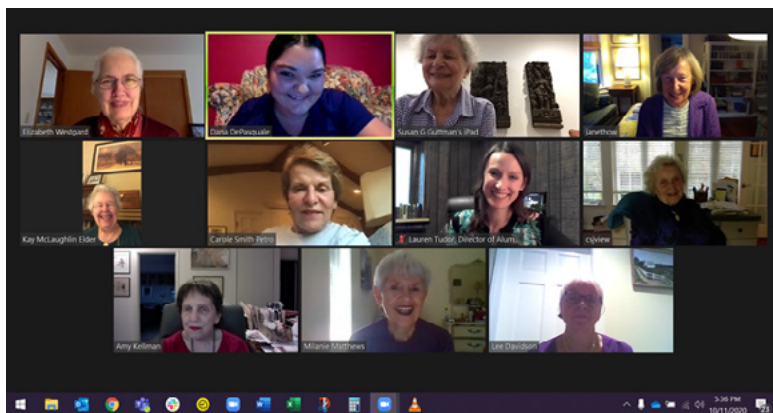 Elizabeth Westgard
Dana DePasquale
Susan G Guttman's iPad
janethow
Kay McLaughlin Elder
Carole Smith Petro
Lauren Tudor, Director of Alum...
csjview
Amy Kellman
Milanie Matthews
Lee Davidson
5:36 PM
10/11/2020